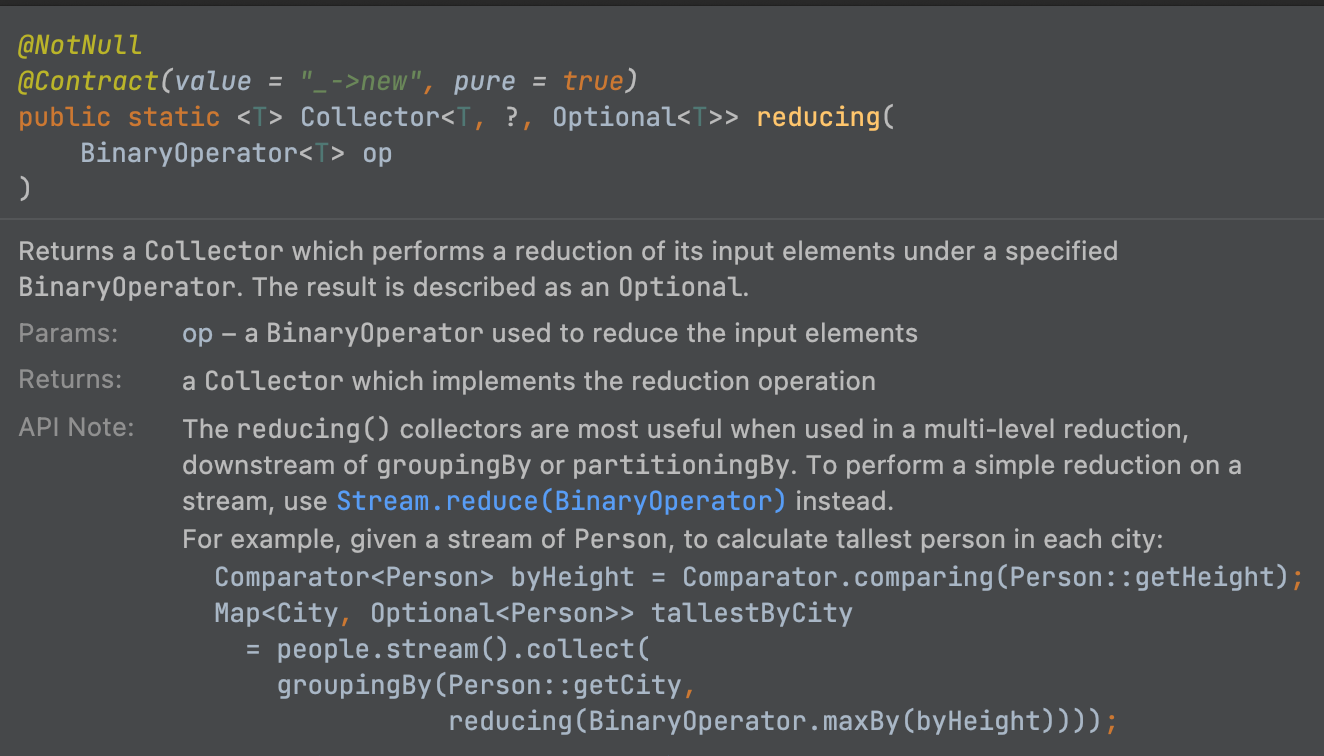 @NotNull
@Contract(value = "_->new", pure = true)
public static <T> Collector<T, ?, Optional<T>> reducing(
    BinaryOperator<T> op
)
Returns a Collector which performs a reduction of its input elements under a specified
BinaryOperator. The result is described as an Optional.
Params: op – a BinaryOperator used to reduce the input elements
Returns: a Collector which implements the reduction operation
API Note: The reducing() collectors are most useful when used in a multi-level reduction,
downstream of groupingBy or partitioningBy. To perform a simple reduction on a
stream, use Stream.reduce(BinaryOperator) instead.
For example, given a stream of Person, to calculate tallest person in each city:
Comparator<Person> byHeight = Comparator.comparing(Person::getHeight);
Map<City, Optional<Person>> tallestByCity
  = people.stream().collect(
    groupingBy(Person::getCity,
               reducing(BinaryOperator.maxBy(byHeight))));